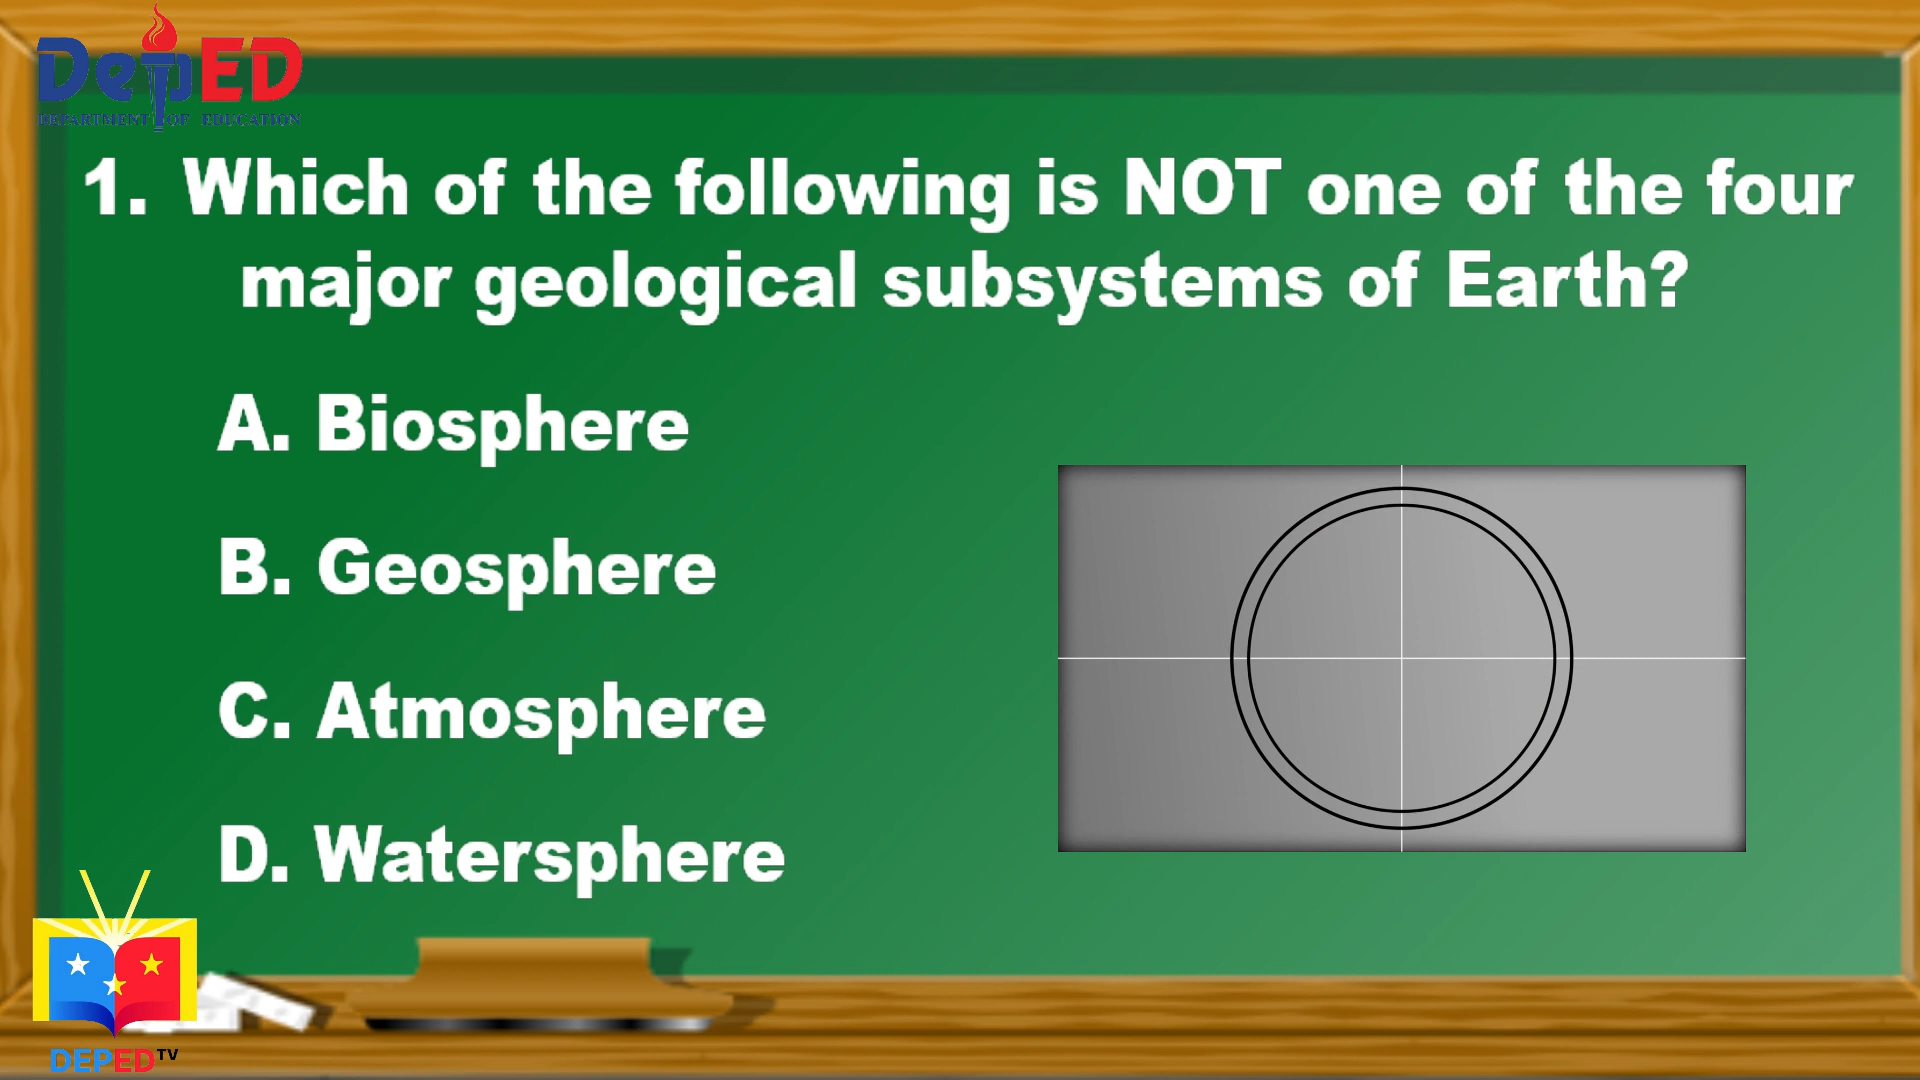 DepED
DEPARTMENT OF EDUCATION
1. Which of the following is NOT one of the four
major geological subsystems of Earth?
A. Biosphere
B. Geosphere
C. Atmosphere
D. Watersphere
DEPED TV